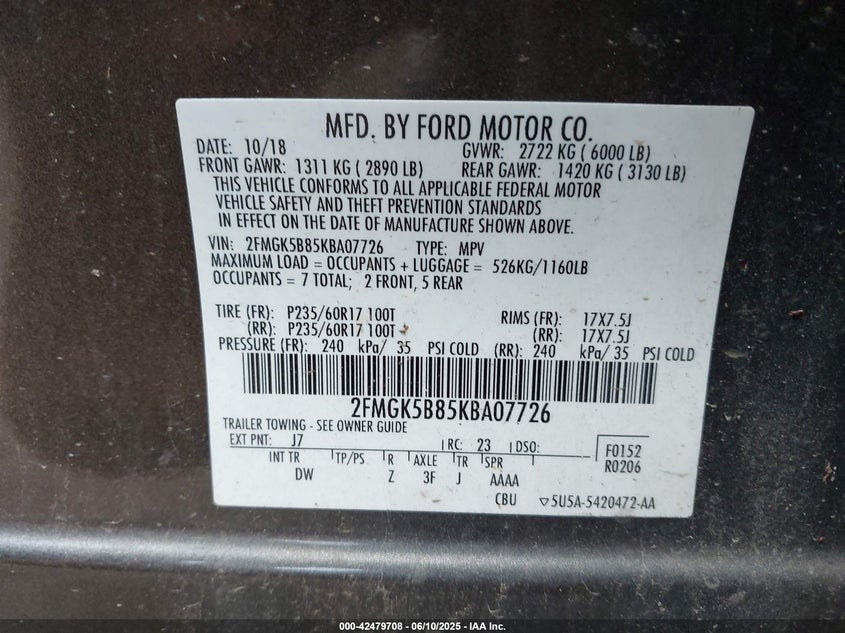 MFD. BY FORD MOTOR CO.
DATE: 10/18 GVWR: 2722 KG ( 6000 LB)
FRONT GAWR: 1311 KG ( 2890 LB) REAR GAWR: 1420 KG ( 3130 LB)
THIS VEHICLE CONFORMS TO ALL APPLICABLE FEDERAL MOTOR
VEHICLE SAFETY AND THEFT PREVENTION STANDARDS
IN EFFECT ON THE DATE OF MANUFACTURE SHOWN ABOVE.
VIN: 2FMGK5B85KBA07726 TYPE: MPV
MAXIMUM LOAD = OCCUPANTS + LUGGAGE = 526KG/1160LB
OCCUPANTS = 7 TOTAL; 2 FRONT, 5 REAR
TIRE (FR): P235/60R17 100T RIMS (FR): 17X7.5J
(RR): P235/60R17 100T (RR): 17X7.5J
PRESSURE (FR): 240 kPa/ 35 PSI COLD (RR): 240 kPa/ 35 PSI COLD
2FMGK5B85KBA07726
TRAILER TOWING - SEE OWNER GUIDE
EXT PNT: J7 RC: 23 DSO: F0152
R0206
INT TR TP/PS R AXLE TR SPR
DW Z 3F J AAAA
CBU ▽5U5A-5420472-AA
000-42479708 - 06/10/2025 - IAA Inc.